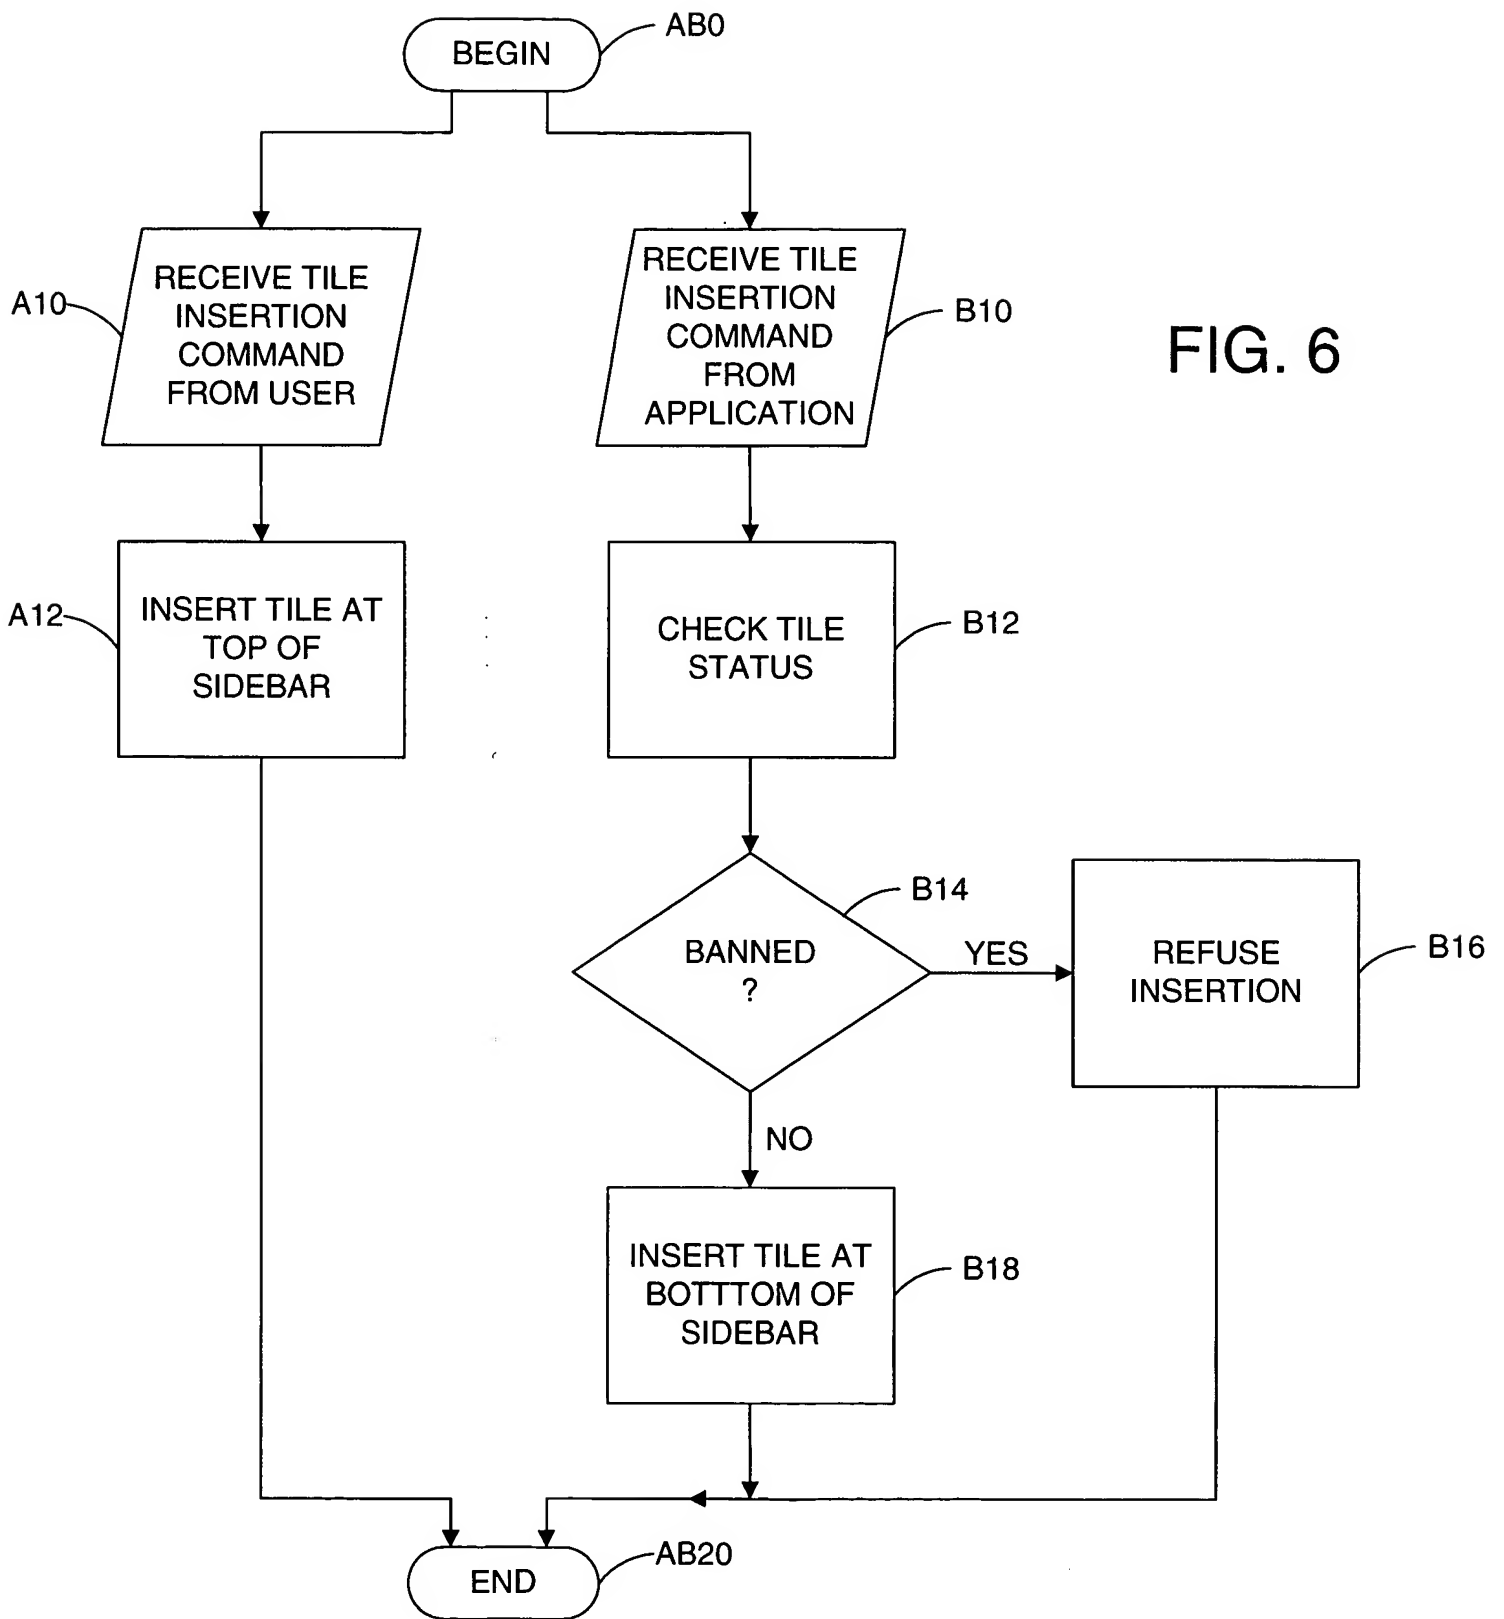 BEGIN
AB0
RECEIVE TILE
INSERTION
COMMAND
FROM USER
A10
RECEIVE TILE
INSERTION
COMMAND
FROM
APPLICATION
B10
FIG. 6
INSERT TILE AT
TOP OF
SIDEBAR
A12
CHECK TILE
STATUS
B12
BANNED
?
B14
YES
REFUSE
INSERTION
B16
NO
INSERT TILE AT
BOTTTOM OF
SIDEBAR
B18
END
AB20